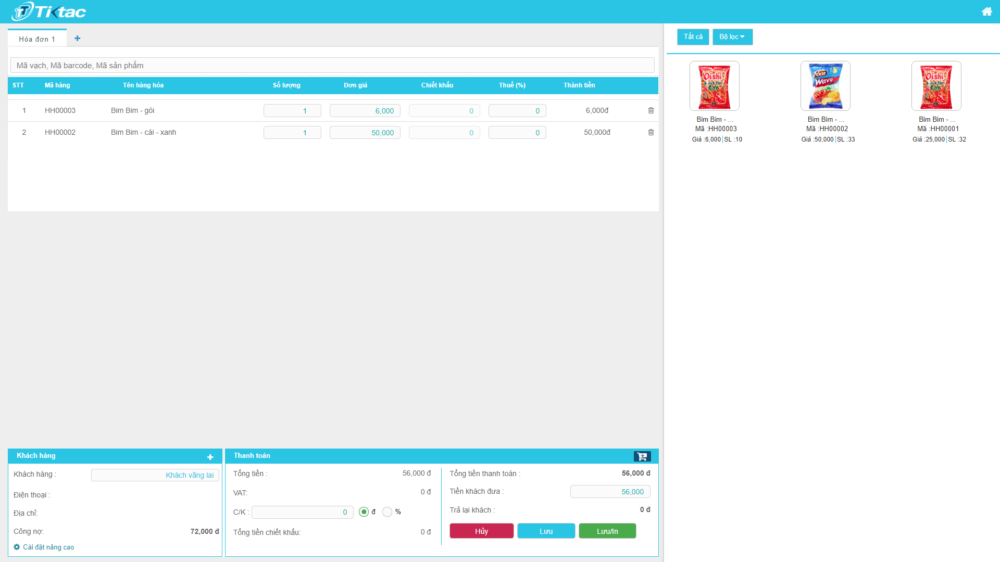 Tiktac
Hóa đơn 1
Mã vạch, Mã barcode, Mã sản phẩm
STT Mã hàng Tên hàng hóa Số lượng Đơn giá Chiết khấu Thuế (%) Thành tiền
1 HH00003 Bim Bim - gói 1 6,000 0 0 6,000đ
2 HH00002 Bim Bim - cái - xanh 1 50,000 0 0 50,000đ
Khách hàng
Khách hàng : Khách vãng lai
Điện thoại :
Địa chỉ:
Công nợ: 72,000 đ
Cài đặt nâng cao
Thanh toán
Tổng tiền : 56,000 đ
VAT: 0 đ
C/K : 0 đ %
Tổng tiền chiết khấu: 0 đ
Tổng tiền thanh toán : 56,000 đ
Tiền khách đưa : 56,000
Trả lại khách : 0 đ
Hủy Lưu Lưu/In
Tất cả Bộ lọc
Oishi
Snack Tôm
Cay
Wavy
Oishi
Snack Tôm
Cay
Bim Bim - ... Bim Bim - ... Bim Bim - ...
Mã :HH00003 Mã :HH00002 Mã :HH00001
Giá :6,000 SL :10 Giá :50,000 SL :33 Giá :25,000 SL :32